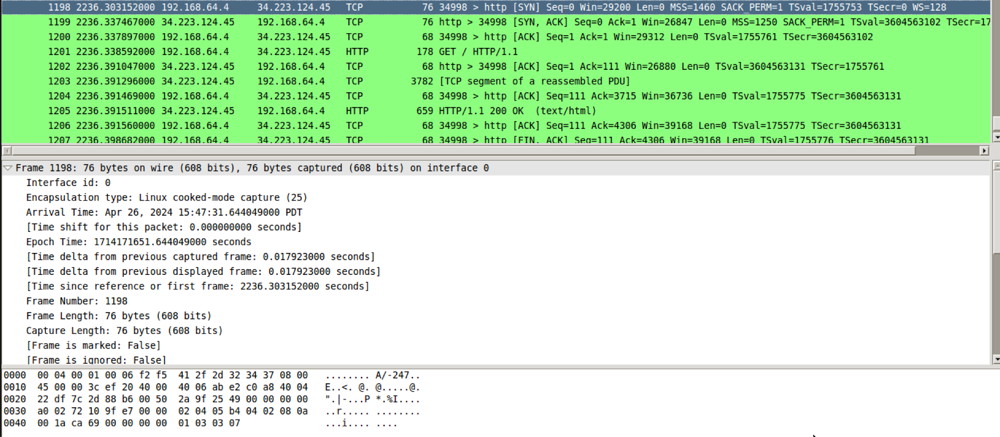 1198 2236.303152000 192.168.64.4 34.223.124.45 TCP 76 34998 > http [SYN] Seq=0 Win=29200 Len=0 MSS=1460 SACK_PERM=1 TSval=1755753 TSecr=0 WS=128
1199 2236.337467000 34.223.124.45 192.168.64.4 TCP 76 http > 34998 [SYN, ACK] Seq=0 Ack=1 Win=26847 Len=0 MSS=1250 SACK_PERM=1 TSval=3604563102 TSecr=17
1200 2236.337897000 192.168.64.4 34.223.124.45 TCP 68 34998 > http [ACK] Seq=1 Ack=1 Win=29312 Len=0 TSval=1755761 TSecr=3604563102
1201 2236.338592000 192.168.64.4 34.223.124.45 HTTP 178 GET / HTTP/1.1
1202 2236.391047000 34.223.124.45 192.168.64.4 TCP 68 http > 34998 [ACK] Seq=1 Ack=111 Win=26880 Len=0 TSval=3604563131 TSecr=1755761
1203 2236.391296000 34.223.124.45 192.168.64.4 TCP 3782 [TCP segment of a reassembled PDU]
1204 2236.391469000 192.168.64.4 34.223.124.45 TCP 68 34998 > http [ACK] Seq=111 Ack=3715 Win=36736 Len=0 TSval=1755775 TSecr=3604563131
1205 2236.391511000 34.223.124.45 192.168.64.4 HTTP 659 HTTP/1.1 200 OK (text/html)
1206 2236.391560000 192.168.64.4 34.223.124.45 TCP 68 34998 > http [ACK] Seq=111 Ack=4306 Win=39168 Len=0 TSval=1755775 TSecr=3604563131
1207 2236.398682000 192.168.64.4 34.223.124.45 TCP 68 34998 > http [FIN, ACK] Seq=111 Ack=4306 Win=39168 Len=0 TSval=1755776 TSecr=3604563131
Frame 1198: 76 bytes on wire (608 bits), 76 bytes captured (608 bits) on interface 0
Interface id: 0
Encapsulation type: Linux cooked-mode capture (25)
Arrival Time: Apr 26, 2024 15:47:31.644049000 PDT
[Time shift for this packet: 0.000000000 seconds]
Epoch Time: 1714171651.644049000 seconds
[Time delta from previous captured frame: 0.017923000 seconds]
[Time delta from previous displayed frame: 0.017923000 seconds]
[Time since reference or first frame: 2236.303152000 seconds]
Frame Number: 1198
Frame Length: 76 bytes (608 bits)
Capture Length: 76 bytes (608 bits)
[Frame is marked: False]
[Frame is ignored: False]
0000 00 04 00 01 00 06 f2 f5 41 2f 2d 32 34 37 08 00 ........ A/-247..
0010 45 00 00 3c ef 20 40 00 40 06 ab e2 c0 a8 40 04 E..<. @. @.....@.
0020 22 df 7c 2d 88 b6 00 50 2a 9f 25 49 00 00 00 00 ".|-...P *.%I....
0030 a0 02 72 10 9f e7 00 00 02 04 05 b4 04 02 08 0a ..r..... ........
0040 00 1a ca 69 00 00 00 00 01 03 03 07 ...i.... ....